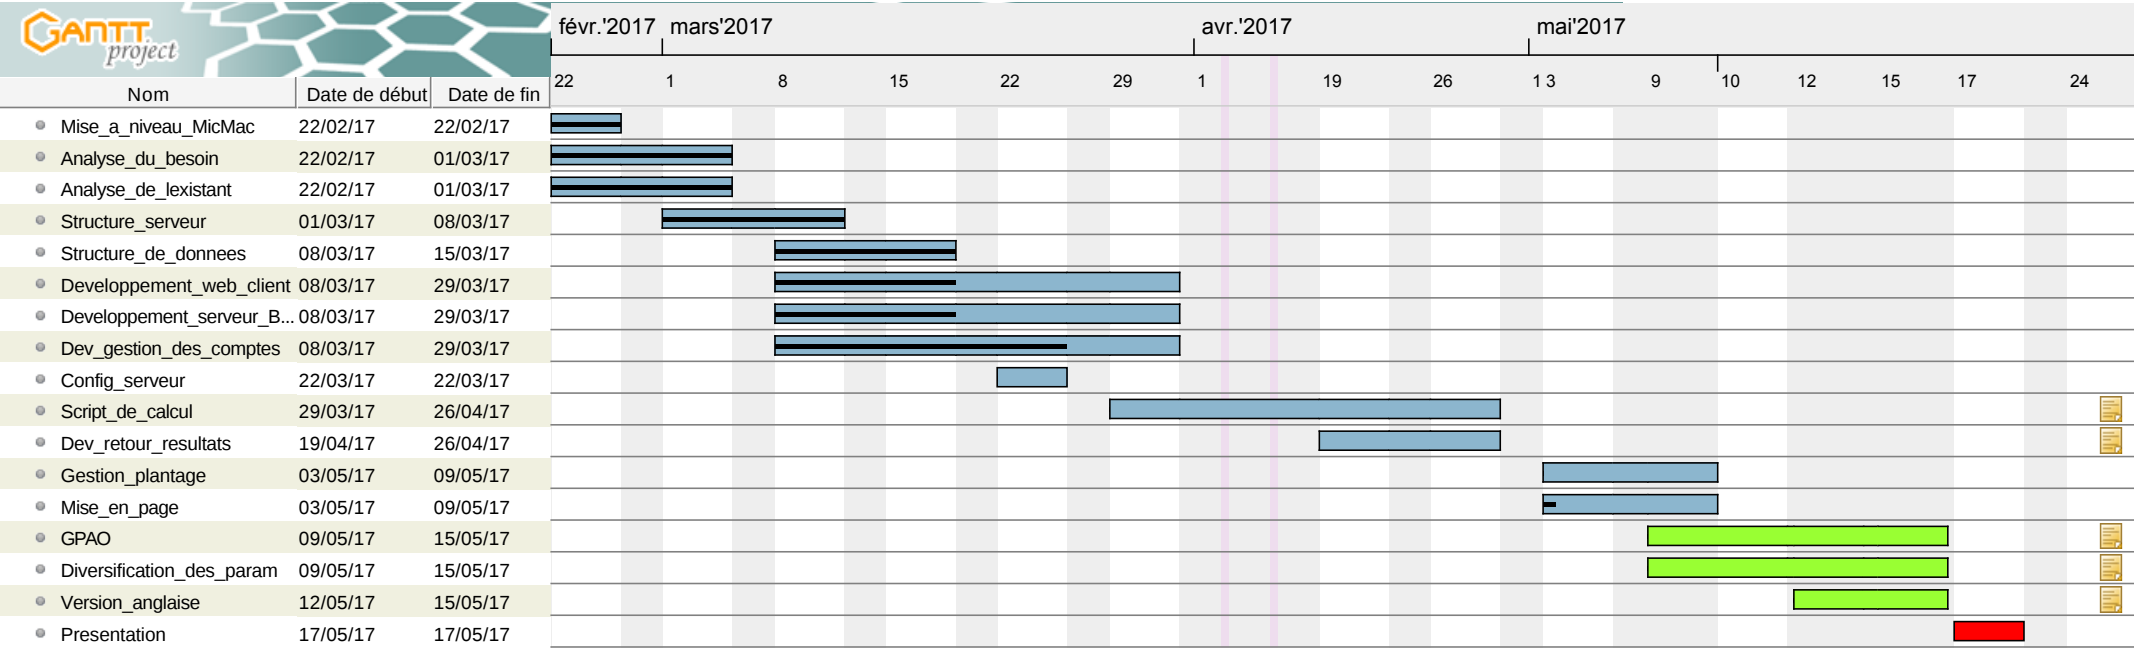 GANTT project
févr.'2017 mars'2017 avr.'2017 mai'2017
22 1 8 15 22 29 1 19 26 1 3 9 10 12 15 17 24
Nom Date de début Date de fin
Mise_a_niveau_MicMac 22/02/17 22/02/17
Analyse_du_besoin 22/02/17 01/03/17
Analyse_de_lexistant 22/02/17 01/03/17
Structure_serveur 01/03/17 08/03/17
Structure_de_donnees 08/03/17 15/03/17
Developpement_web_client 08/03/17 29/03/17
Developpement_serveur_B... 08/03/17 29/03/17
Dev_gestion_des_comptes 08/03/17 29/03/17
Config_serveur 22/03/17 22/03/17
Script_de_calcul 29/03/17 26/04/17
Dev_retour_resultats 19/04/17 26/04/17
Gestion_plantage 03/05/17 09/05/17
Mise_en_page 03/05/17 09/05/17
GPAO 09/05/17 15/05/17
Diversification_des_param 09/05/17 15/05/17
Version_anglaise 12/05/17 15/05/17
Presentation 17/05/17 17/05/17